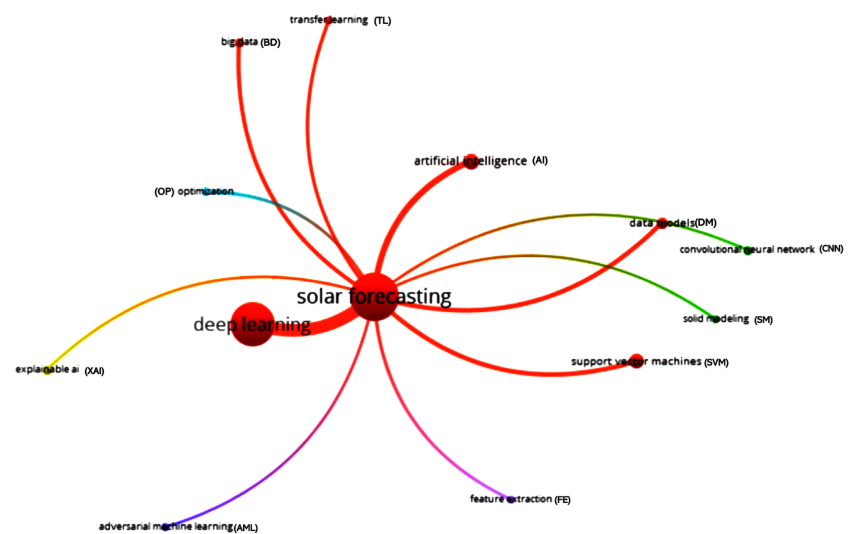 transfer learning (TL)
big data (BD)
artificial intelligence (AI)
(OP) optimization
data models(DM)
convolutional neural network (CNN)
solar forecasting
deep learning
solid modeling (SM)
support vector machines (SVM)
explainable ai (XAI)
feature extraction (FE)
adversarial machine learning(AML)